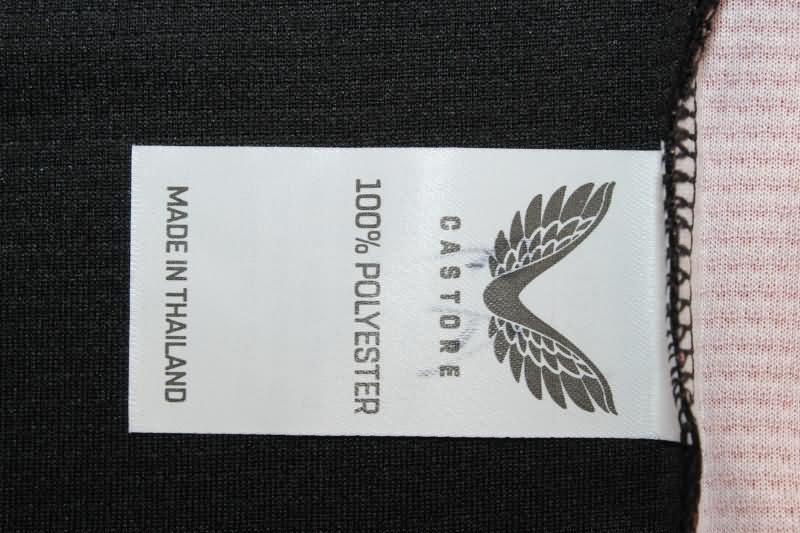 CASTORE
100% POLYESTER
MADE IN THAILAND